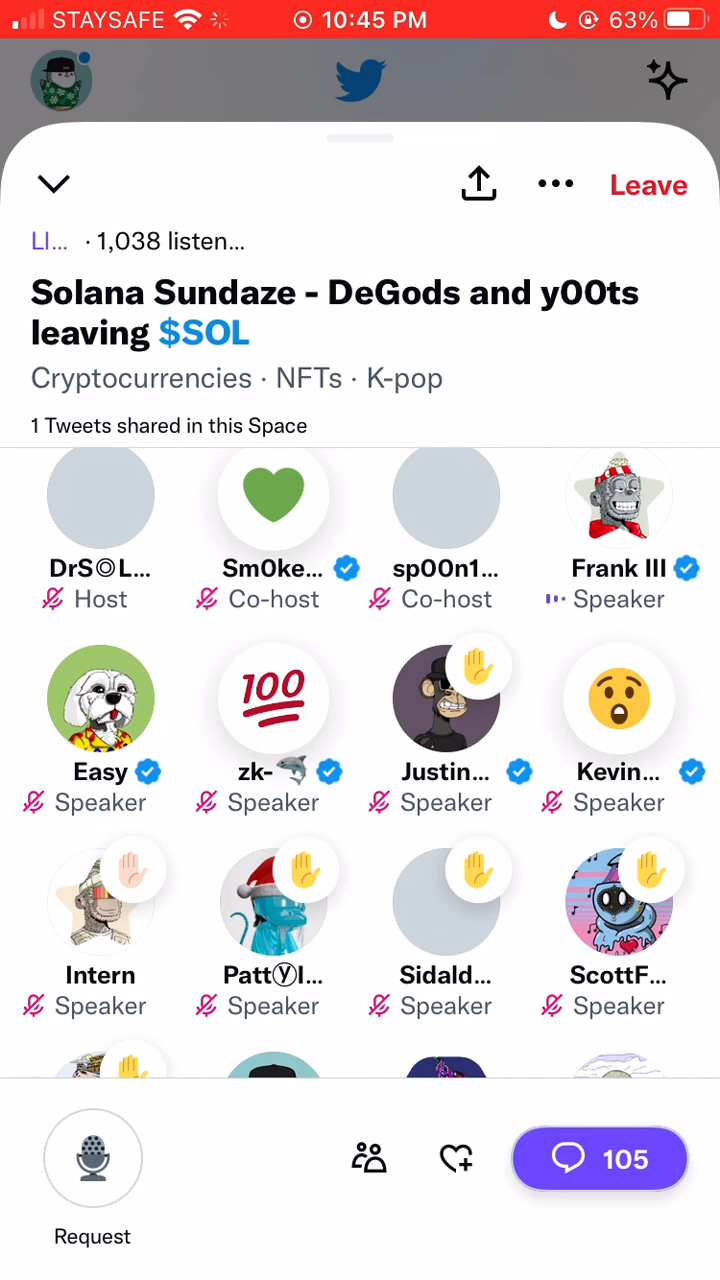 STAYSAFE 10:45 PM 63%
Leave
LI... · 1,038 listen...
Solana Sundaze - DeGods and y00ts
leaving $SOL
Cryptocurrencies · NFTs · K-pop
1 Tweets shared in this Space
DrS◎L... Sm0ke... sp00n1... Frank III
Host Co-host Co-host Speaker
100
Easy zk-🐬 Justin... Kevin...
Speaker Speaker Speaker Speaker
Intern Pattⓨl... Sidald... ScottF...
Speaker Speaker Speaker Speaker
105
Request